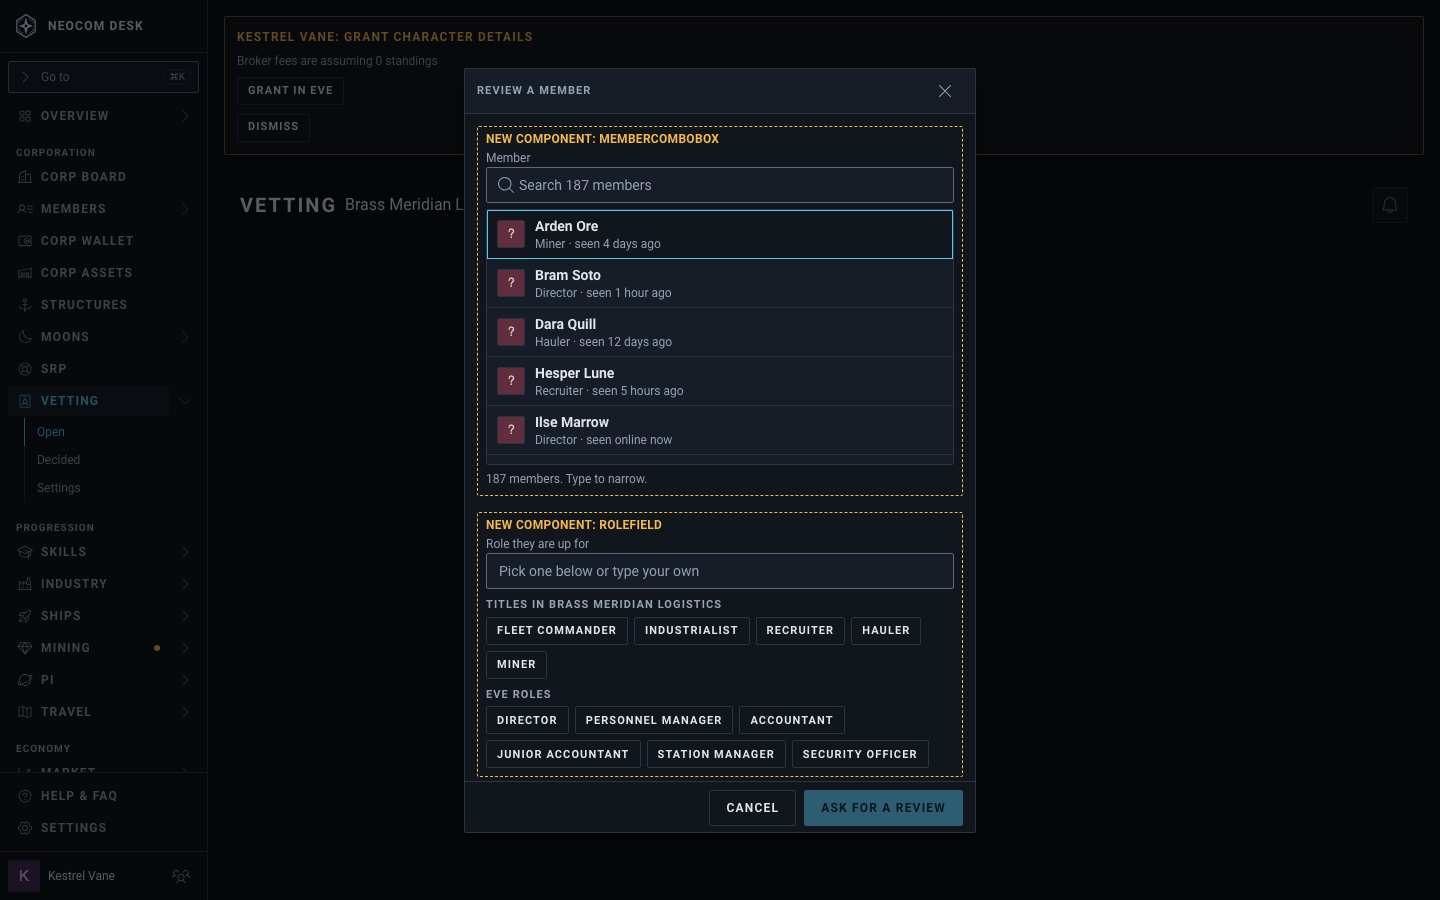 NEOCOM DESK
Go to
⌘K
OVERVIEW
CORPORATION
CORP BOARD
MEMBERS
CORP WALLET
CORP ASSETS
STRUCTURES
MOONS
SRP
VETTING
Open
Decided
Settings
PROGRESSION
SKILLS
INDUSTRY
SHIPS
MINING
PI
TRAVEL
ECONOMY
MARKET
HELP & FAQ
SETTINGS
K
Kestrel Vane
KESTREL VANE: GRANT CHARACTER DETAILS
Broker fees are assuming 0 standings
GRANT IN EVE
DISMISS
VETTING Brass Meridian L
REVIEW A MEMBER
NEW COMPONENT: MEMBERCOMBOBOX
Member
Search 187 members
?
Arden Ore
Miner · seen 4 days ago
?
Bram Soto
Director · seen 1 hour ago
?
Dara Quill
Hauler · seen 12 days ago
?
Hesper Lune
Recruiter · seen 5 hours ago
?
Ilse Marrow
Director · seen online now
187 members. Type to narrow.
NEW COMPONENT: ROLEFIELD
Role they are up for
Pick one below or type your own
TITLES IN BRASS MERIDIAN LOGISTICS
FLEET COMMANDER INDUSTRIALIST RECRUITER HAULER
MINER
EVE ROLES
DIRECTOR PERSONNEL MANAGER ACCOUNTANT
JUNIOR ACCOUNTANT STATION MANAGER SECURITY OFFICER
CANCEL ASK FOR A REVIEW